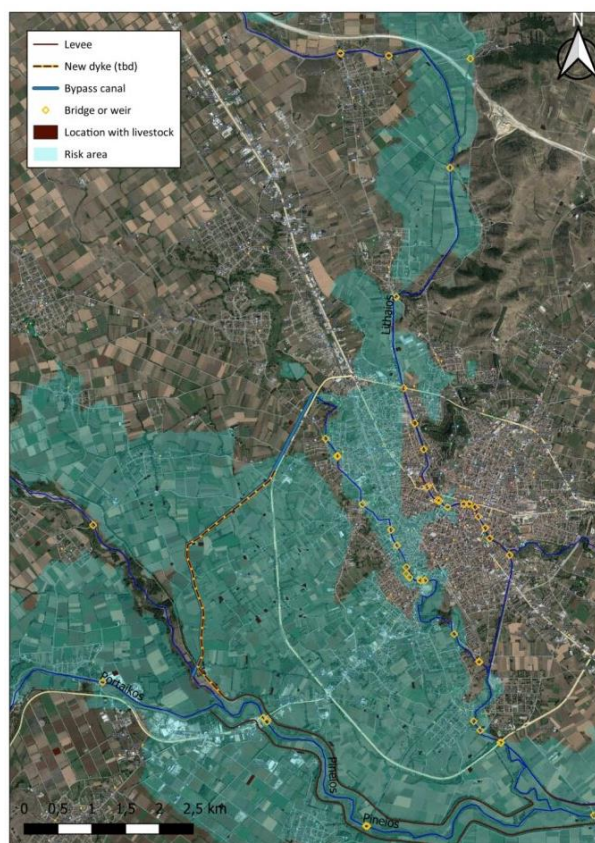 N
Levee
New dyke (tbd)
Bypass canal
Bridge or weir
Location with livestock
Risk area
Lithaios
Portaikos
Pineios
Pineios
0 0,5 1 1,5 2 2,5 km